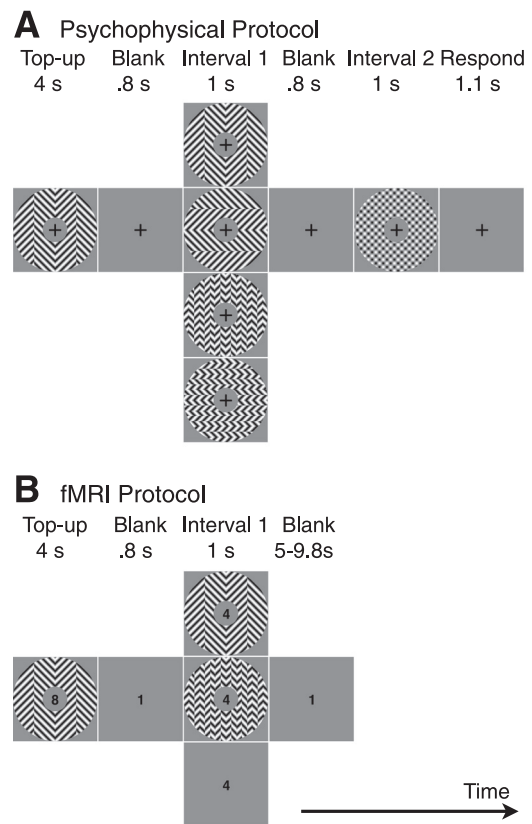 A Psychophysical Protocol
Top-up Blank Interval 1 Blank Interval 2 Respond
4 s .8 s 1 s .8 s 1 s 1.1 s
B fMRI Protocol
Top-up Blank Interval 1 Blank
4 s .8 s 1 s 5-9.8s
4
8 1 4 1
4
Time